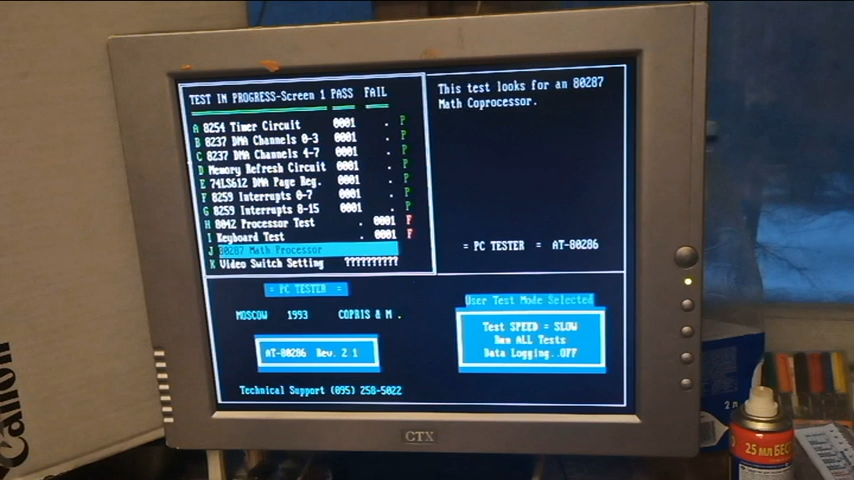 TEST IN PROGRESS-Screen 1 PASS FAIL
A 8254 Timer Circuit 0001 . P
B 8237 DMA Channels 0-3 0001 . P
C 8237 DMA Channels 4-7 0001 . P
D Memory Refresh Circuit 0001 . P
E 74LS612 DMA Page Reg. 0001 . P
F 8259 Interrupts 0-7 0001 . P
G 8259 Interrupts 8-15 0001 . P
H 8042 Processor Test . 0001 F
I Keyboard Test . 0001 F
J 80287 Math Processor
K Video Switch Setting ??????????
This test looks for an 80287
Math Coprocessor.
= PC TESTER = AT-80286
= PC TESTER =
MOSCOW 1993 COPRIS & M .
AT-80286 Rev. 2 1
Technical Support (095) 258-5022
User Test Mode Selected
Test SPEED = SLOW
Run ALL Tests
Data Logging..OFF
CTX
Canon
2 л
25 МЛ БЕС